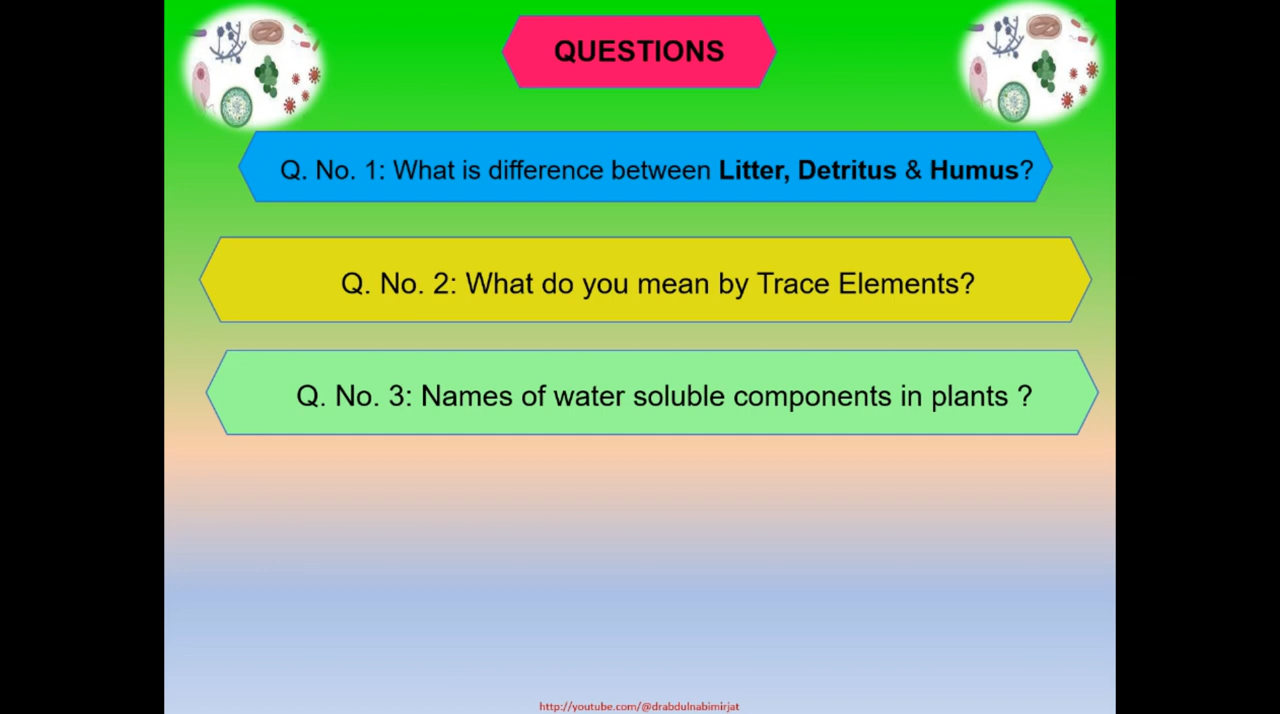 QUESTIONS
Q. No. 1: What is difference between Litter, Detritus & Humus?
Q. No. 2: What do you mean by Trace Elements?
Q. No. 3: Names of water soluble components in plants ?
http://youtube.com/@drabdulnabimirjat